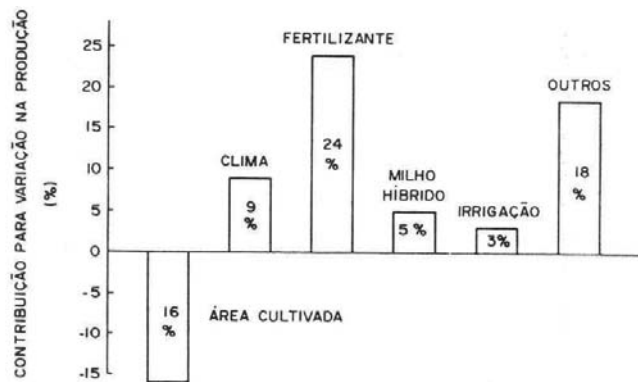 CONTRIBUIÇÃO PARA VARIAÇÃO NA PRODUÇÃO
(%)
25
20
15
10
5
0
-5
-10
-15
FERTILIZANTE
24
%
CLIMA
9
%
MILHO
HÍBRIDO
5 %
IRRIGAÇÃO
3%
OUTROS
18
%
16
%
ÁREA CULTIVADA